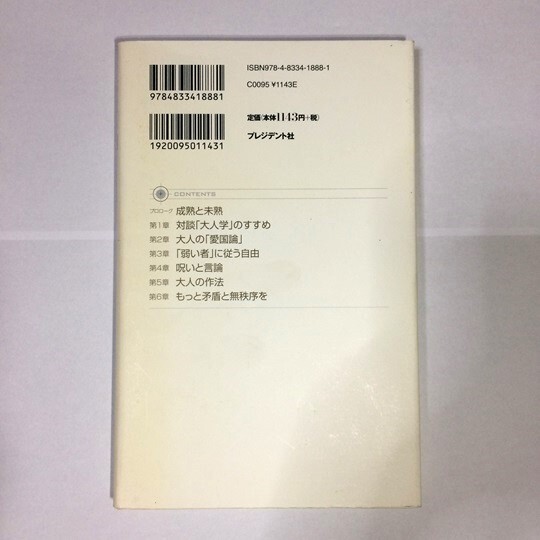 ISBN978-4-8334-1888-1
9784833418881
C0095 ¥1143E
定価(本体1143円+税)
プレジデント社
1920095011431
CONTENTS
プロローグ 成熟と未熟
第1章 対談「大人学」のすすめ
第2章 大人の「愛国論」
第3章 「弱い者」に従う自由
第4章 呪いと言論
第5章 大人の作法
第6章 もっと矛盾と無秩序を